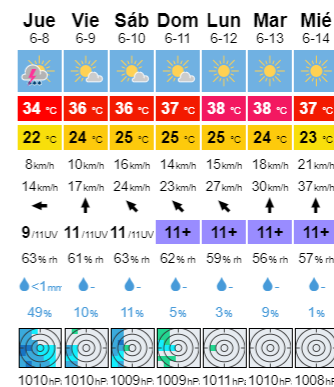 Jue Vie Sáb Dom Lun Mar Mié
6-8 6-9 6-10 6-11 6-12 6-13 6-14
34 °C 36 °C 36 °C 37 °C 38 °C 38 °C 37 °C
22 °C 24 °C 25 °C 25 °C 25 °C 24 °C 23 °C
8km/h 10km/h 16km/h 14km/h 15km/h 18km/h 21km/h
14km/h 17km/h 24km/h 23km/h 27km/h 30km/h 37km/h
9/11UV 11/11UV 11/11UV 11+ 11+ 11+ 11+
63% rh 61% rh 63% rh 62% rh 59% rh 56% rh 57% rh
<1mm - - - - - -
49% 10% 11% 5% 3% 9% 1%
1010hPa 1010hPa 1009hPa 1009hPa 1011hPa 1010hPa 1008hPa